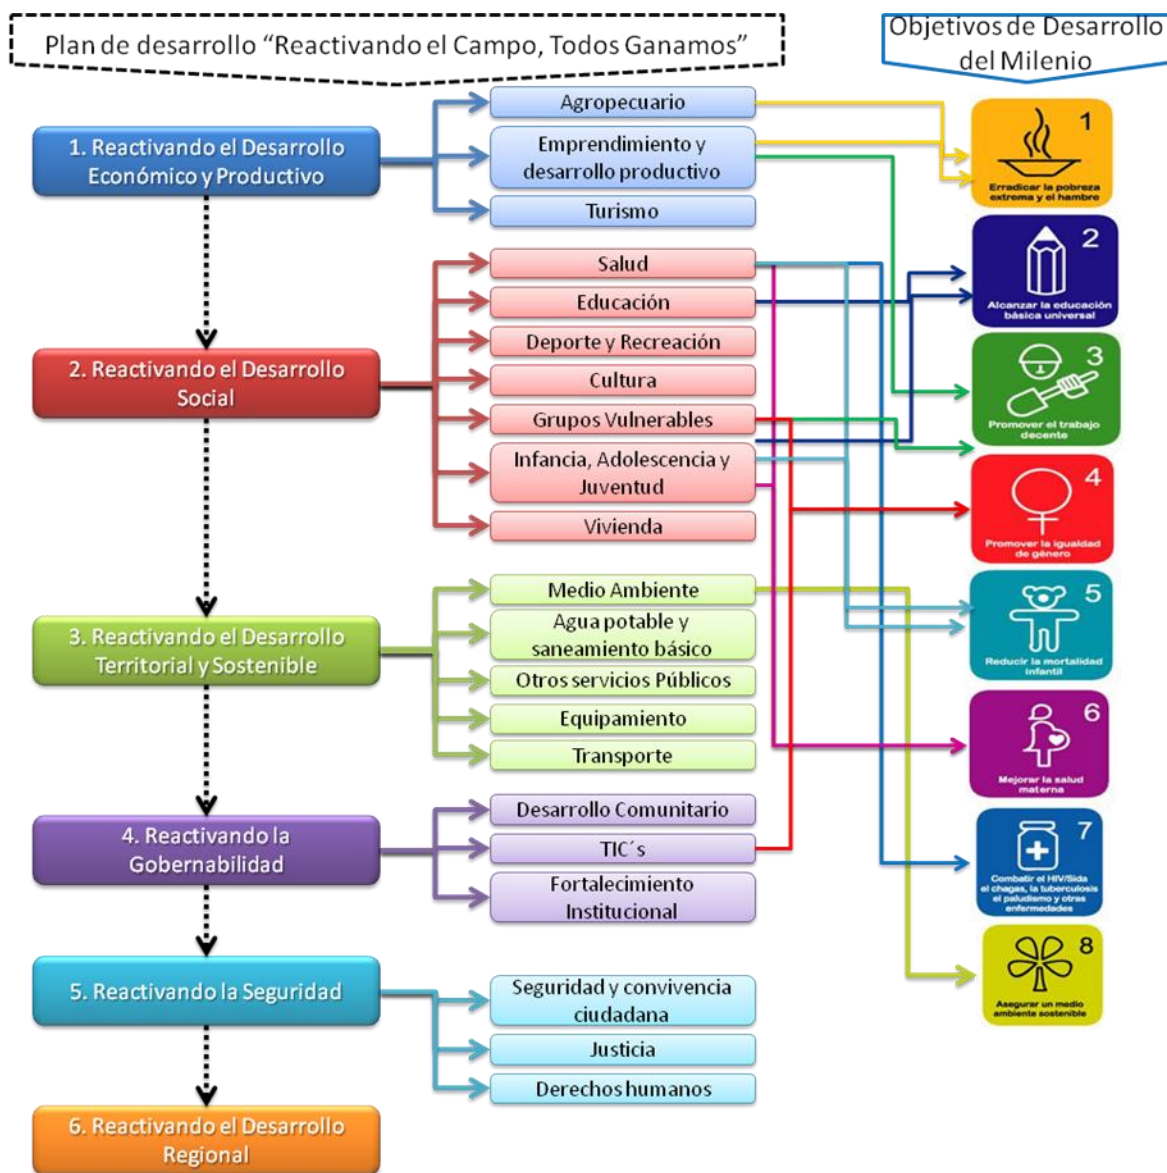 Plan de desarrollo “Reactivando el Campo, Todos Ganamos”
Objetivos de Desarrollo
del Milenio
1. Reactivando el Desarrollo
Económico y Productivo
Agropecuario
Emprendimiento y
desarrollo productivo
Turismo
2. Reactivando el Desarrollo
Social
Salud
Educación
Deporte y Recreación
Cultura
Grupos Vulnerables
Infancia, Adolescencia y
Juventud
Vivienda
3. Reactivando el Desarrollo
Territorial y Sostenible
Medio Ambiente
Agua potable y
saneamiento básico
Otros servicios Públicos
Equipamiento
Transporte
4. Reactivando la
Gobernabilidad
Desarrollo Comunitario
TIC´s
Fortalecimiento
Institucional
5. Reactivando la Seguridad
Seguridad y convivencia
ciudadana
Justicia
Derechos humanos
6. Reactivando el Desarrollo
Regional
1
Erradicar la pobreza
extrema y el hambre
2
Alcanzar la educación
básica universal
3
Promover el trabajo
decente
4
Promover la igualdad
de género
5
Reducir la mortalidad
infantil
6
Mejorar la salud
materna
7
Combatir el HIV/Sida
el chagas, la tuberculosis
el paludismo y otras
enfermedades
8
Asegurar un medio
ambiente sostenible